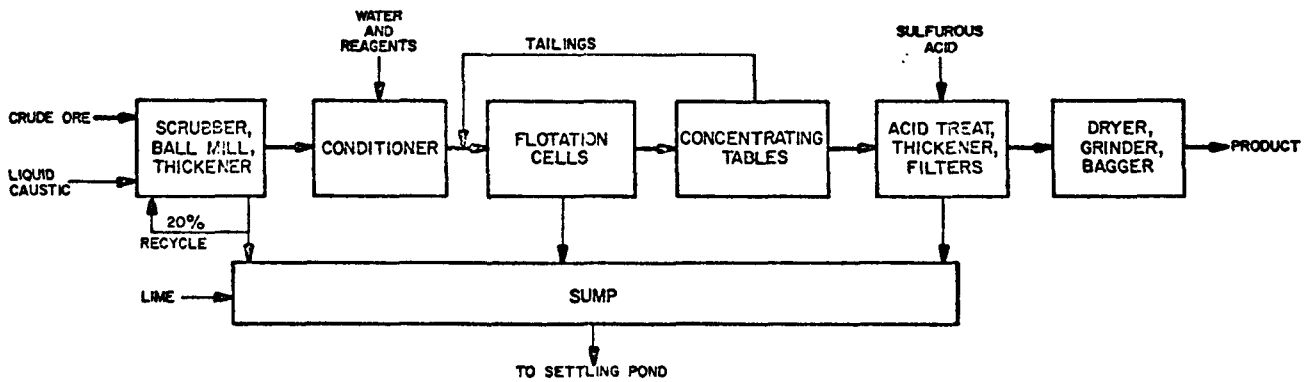 WATER
AND
REAGENTS
TAILINGS
SULFUROUS
ACID
CRUDE ORE
LIQUID
CAUSTIC
SCRUBBER,
BALL MILL,
THICKENER
CONDITIONER
FLOTATION
CELLS
CONCENTRATING
TABLES
ACID TREAT,
THICKENER,
FILTERS
DRYER,
GRINDER,
BAGGER
PRODUCT
20%
RECYCLE
LIME
SUMP
TO SETTLING POND